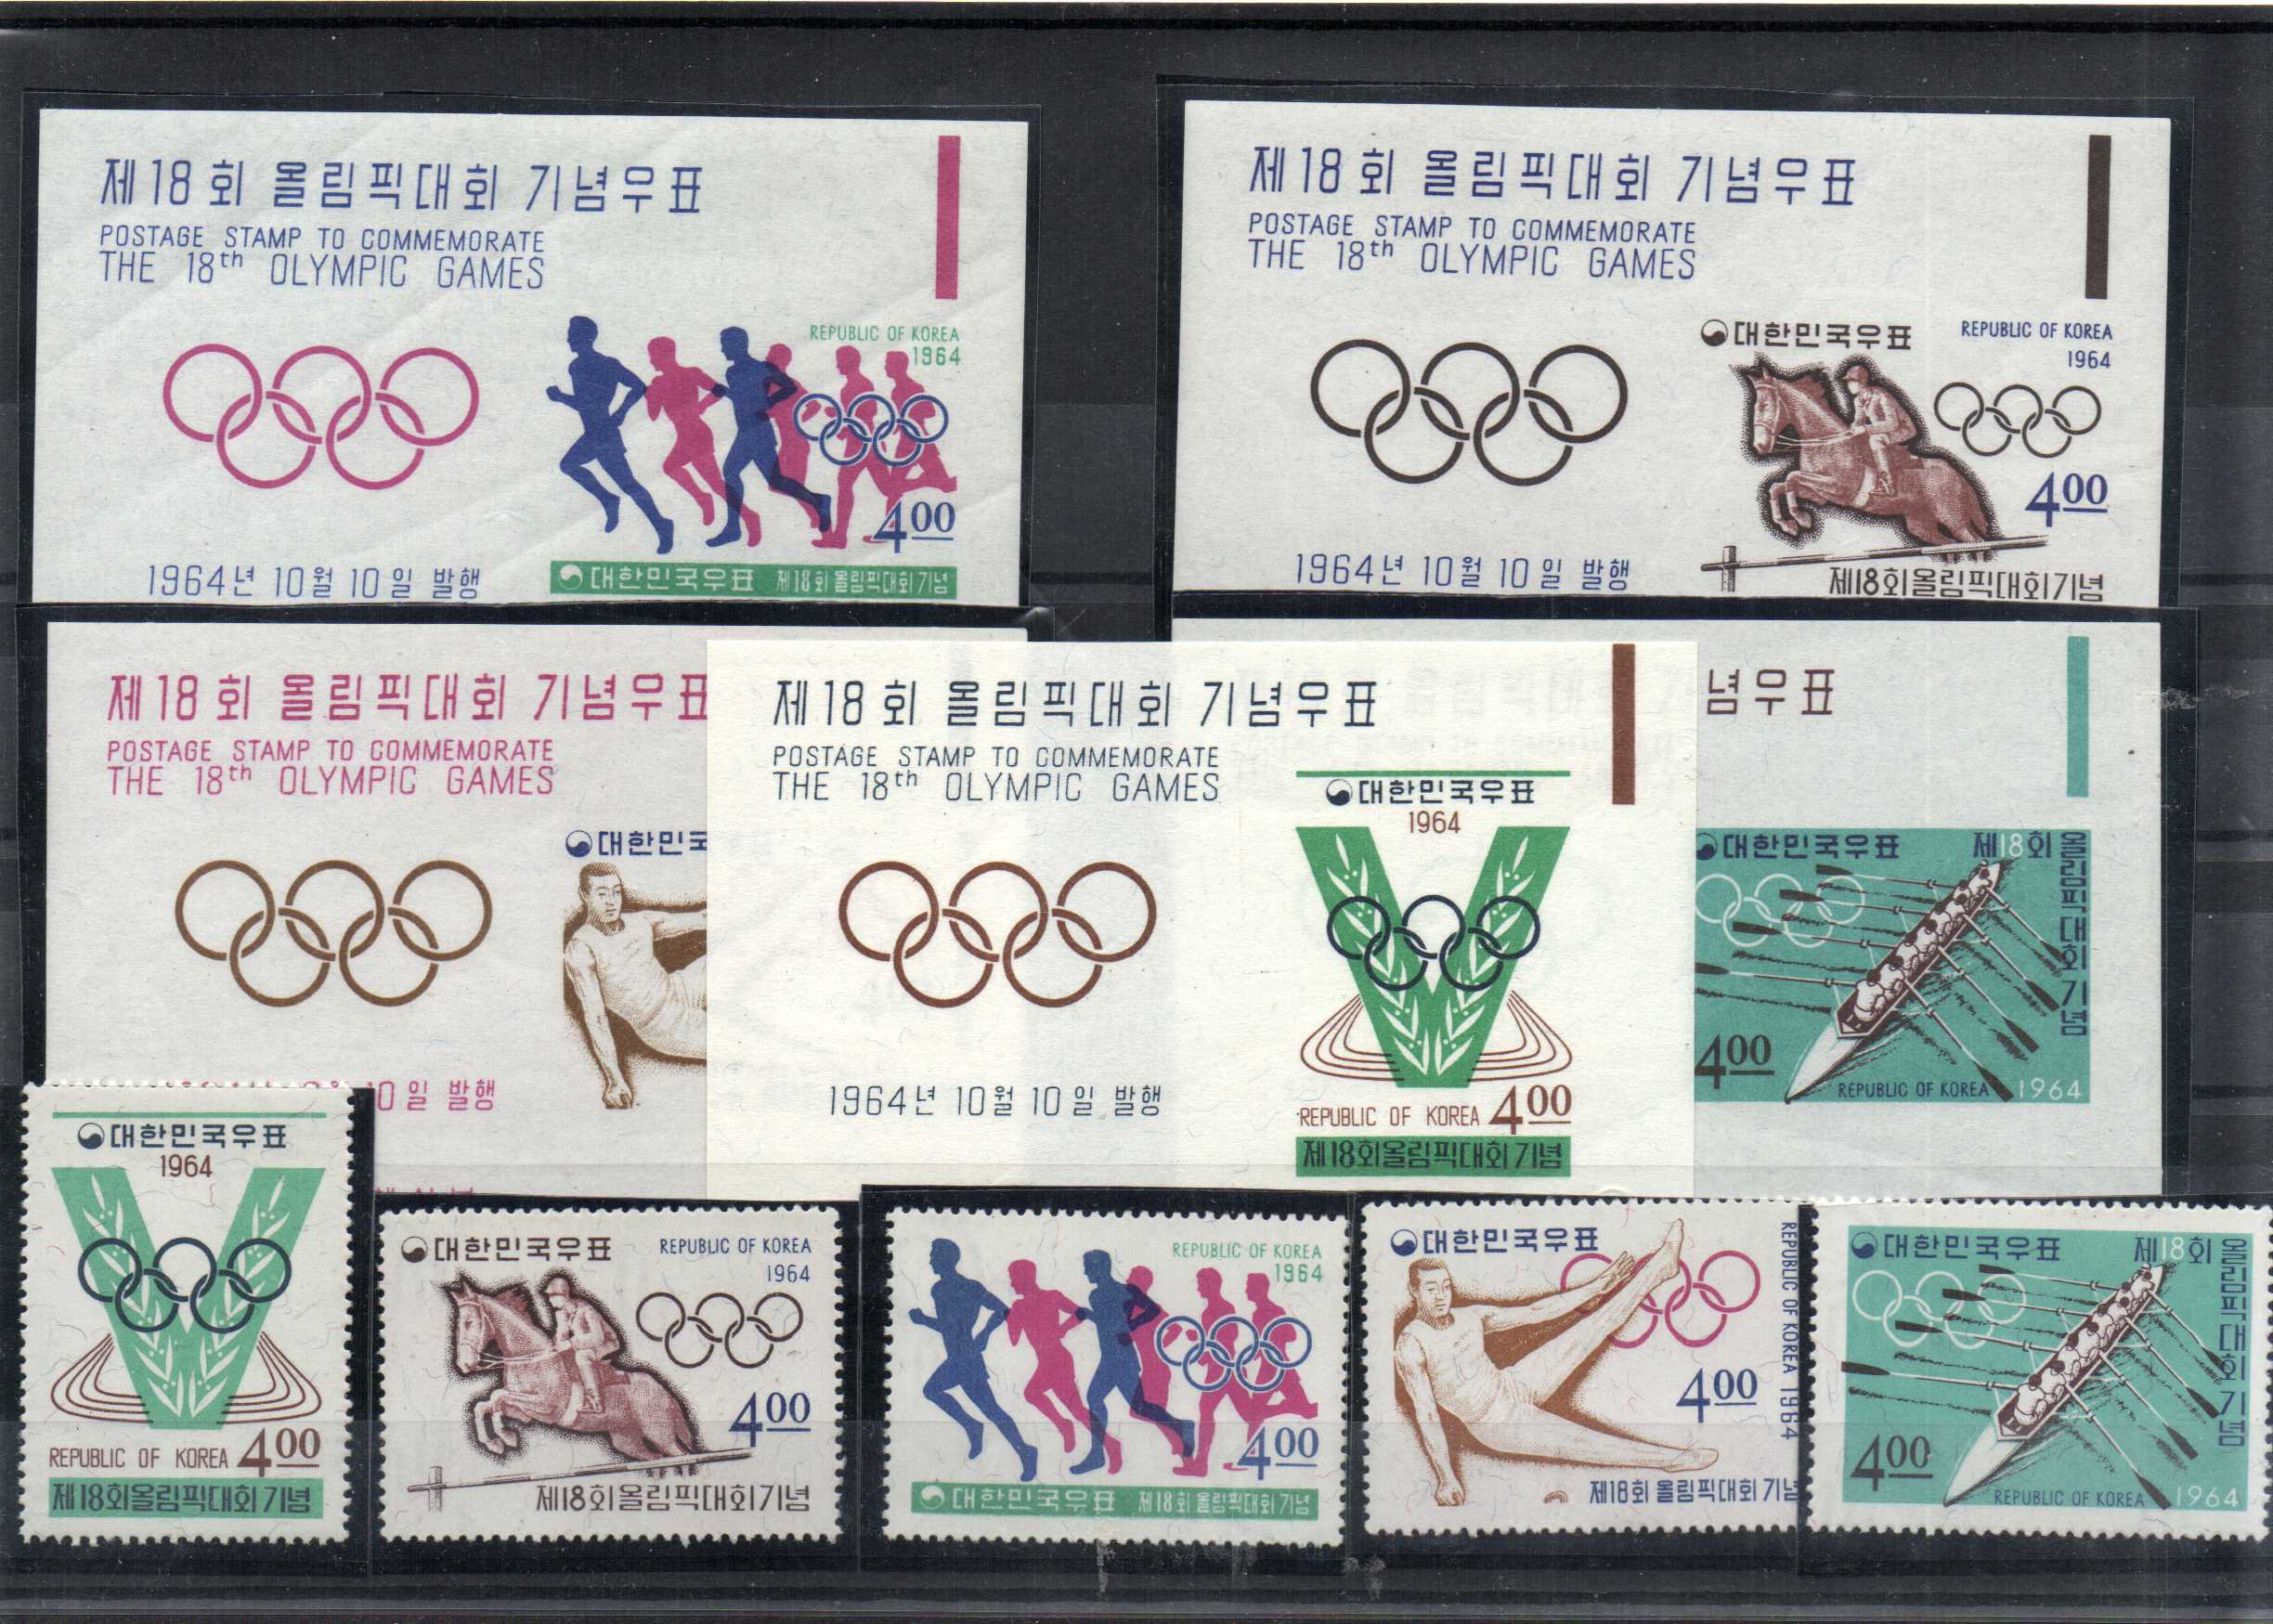 제18회 올림픽대회 기념우표
POSTAGE STAMP TO COMMEMORATE
THE 18th OLYMPIC GAMES
REPUBLIC OF KOREA
1964
4.00
1964년 10월 10일 발행
대한민국우표 제18회 올림픽대회기념
제18회 올림픽대회 기념우표
POSTAGE STAMP TO COMMEMORATE
THE 18th OLYMPIC GAMES
대한민국우표 REPUBLIC OF KOREA
1964
4.00
1964년 10월 10일 발행
제18회올림픽대회기념
제18회 올림픽대회 기념우표
POSTAGE STAMP TO COMMEMORATE
THE 18th OLYMPIC GAMES
대한민국
10일 발행
제18회 올림픽대회 기념우표
POSTAGE STAMP TO COMMEMORATE
THE 18th OLYMPIC GAMES
대한민국우표
1964
1964년 10월 10일 발행
REPUBLIC OF KOREA 4.00
제18회올림픽대회기념
념우표
대한민국우표 제18회
올림픽대회기념
4.00
REPUBLIC OF KOREA 1964
대한민국우표
1964
REPUBLIC OF KOREA 4.00
제18회올림픽대회기념
대한민국우표 REPUBLIC OF KOREA
1964
4.00
제18회올림픽대회기념
REPUBLIC OF KOREA
1964
4.00
대한민국우표 제18회 올림픽대회기념
대한민국우표
REPUBLIC OF KOREA 1964
4.00
제18회 올림픽대회기념
대한민국우표 제18회
올림픽대회기념
4.00
REPUBLIC OF KOREA 1964